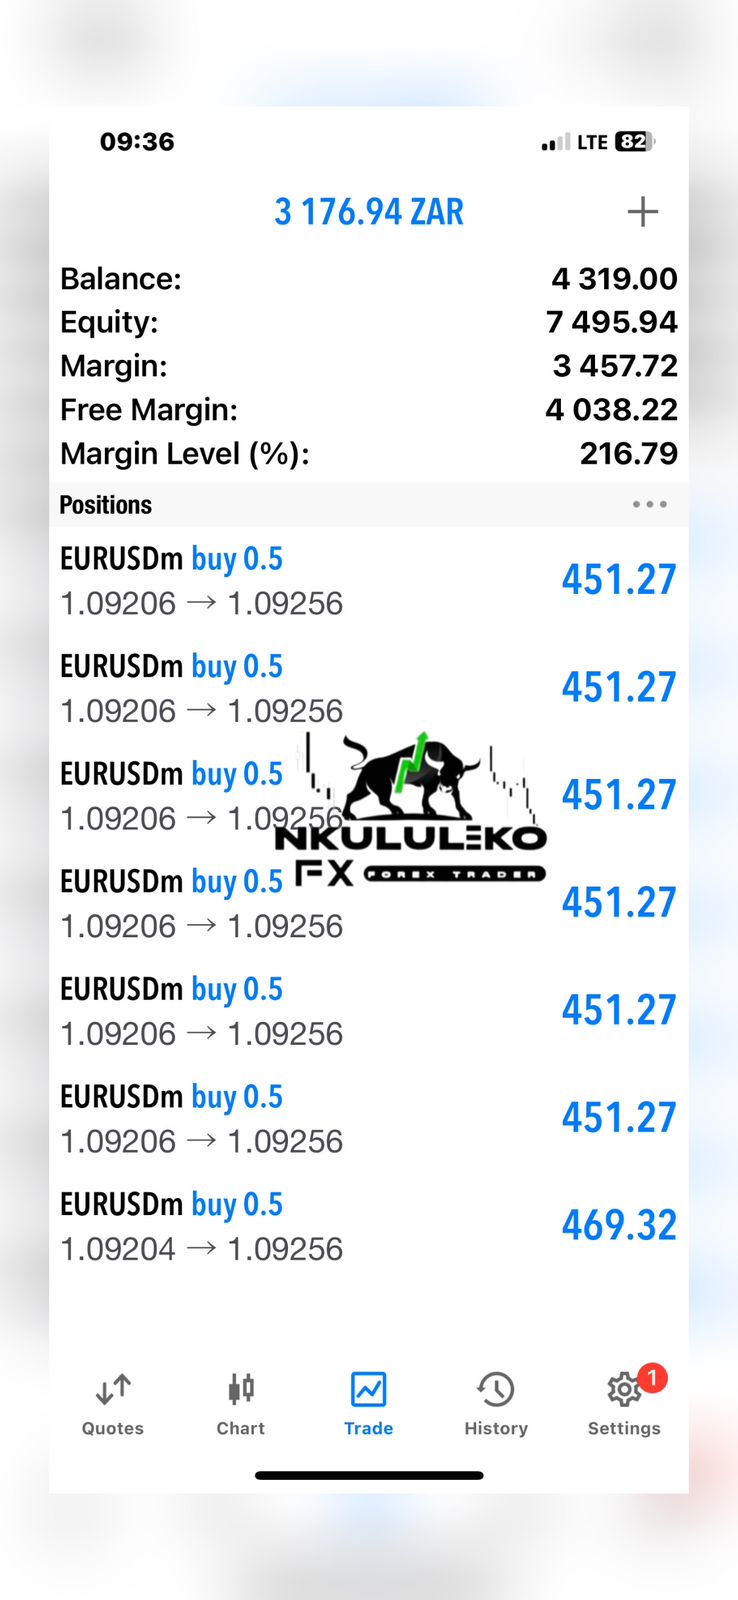 09:36 LTE 82
3 176.94 ZAR
Balance: 4 319.00
Equity: 7 495.94
Margin: 3 457.72
Free Margin: 4 038.22
Margin Level (%): 216.79
Positions
EURUSDm buy 0.5 451.27
1.09206 → 1.09256
EURUSDm buy 0.5 451.27
1.09206 → 1.09256
EURUSDm buy 0.5 451.27
1.09206 → 1.09256
NKULULEKO
FX FOREX TRADER
EURUSDm buy 0.5 451.27
1.09206 → 1.09256
EURUSDm buy 0.5 451.27
1.09206 → 1.09256
EURUSDm buy 0.5 451.27
1.09206 → 1.09256
EURUSDm buy 0.5 469.32
1.09204 → 1.09256
1
Quotes Chart Trade History Settings